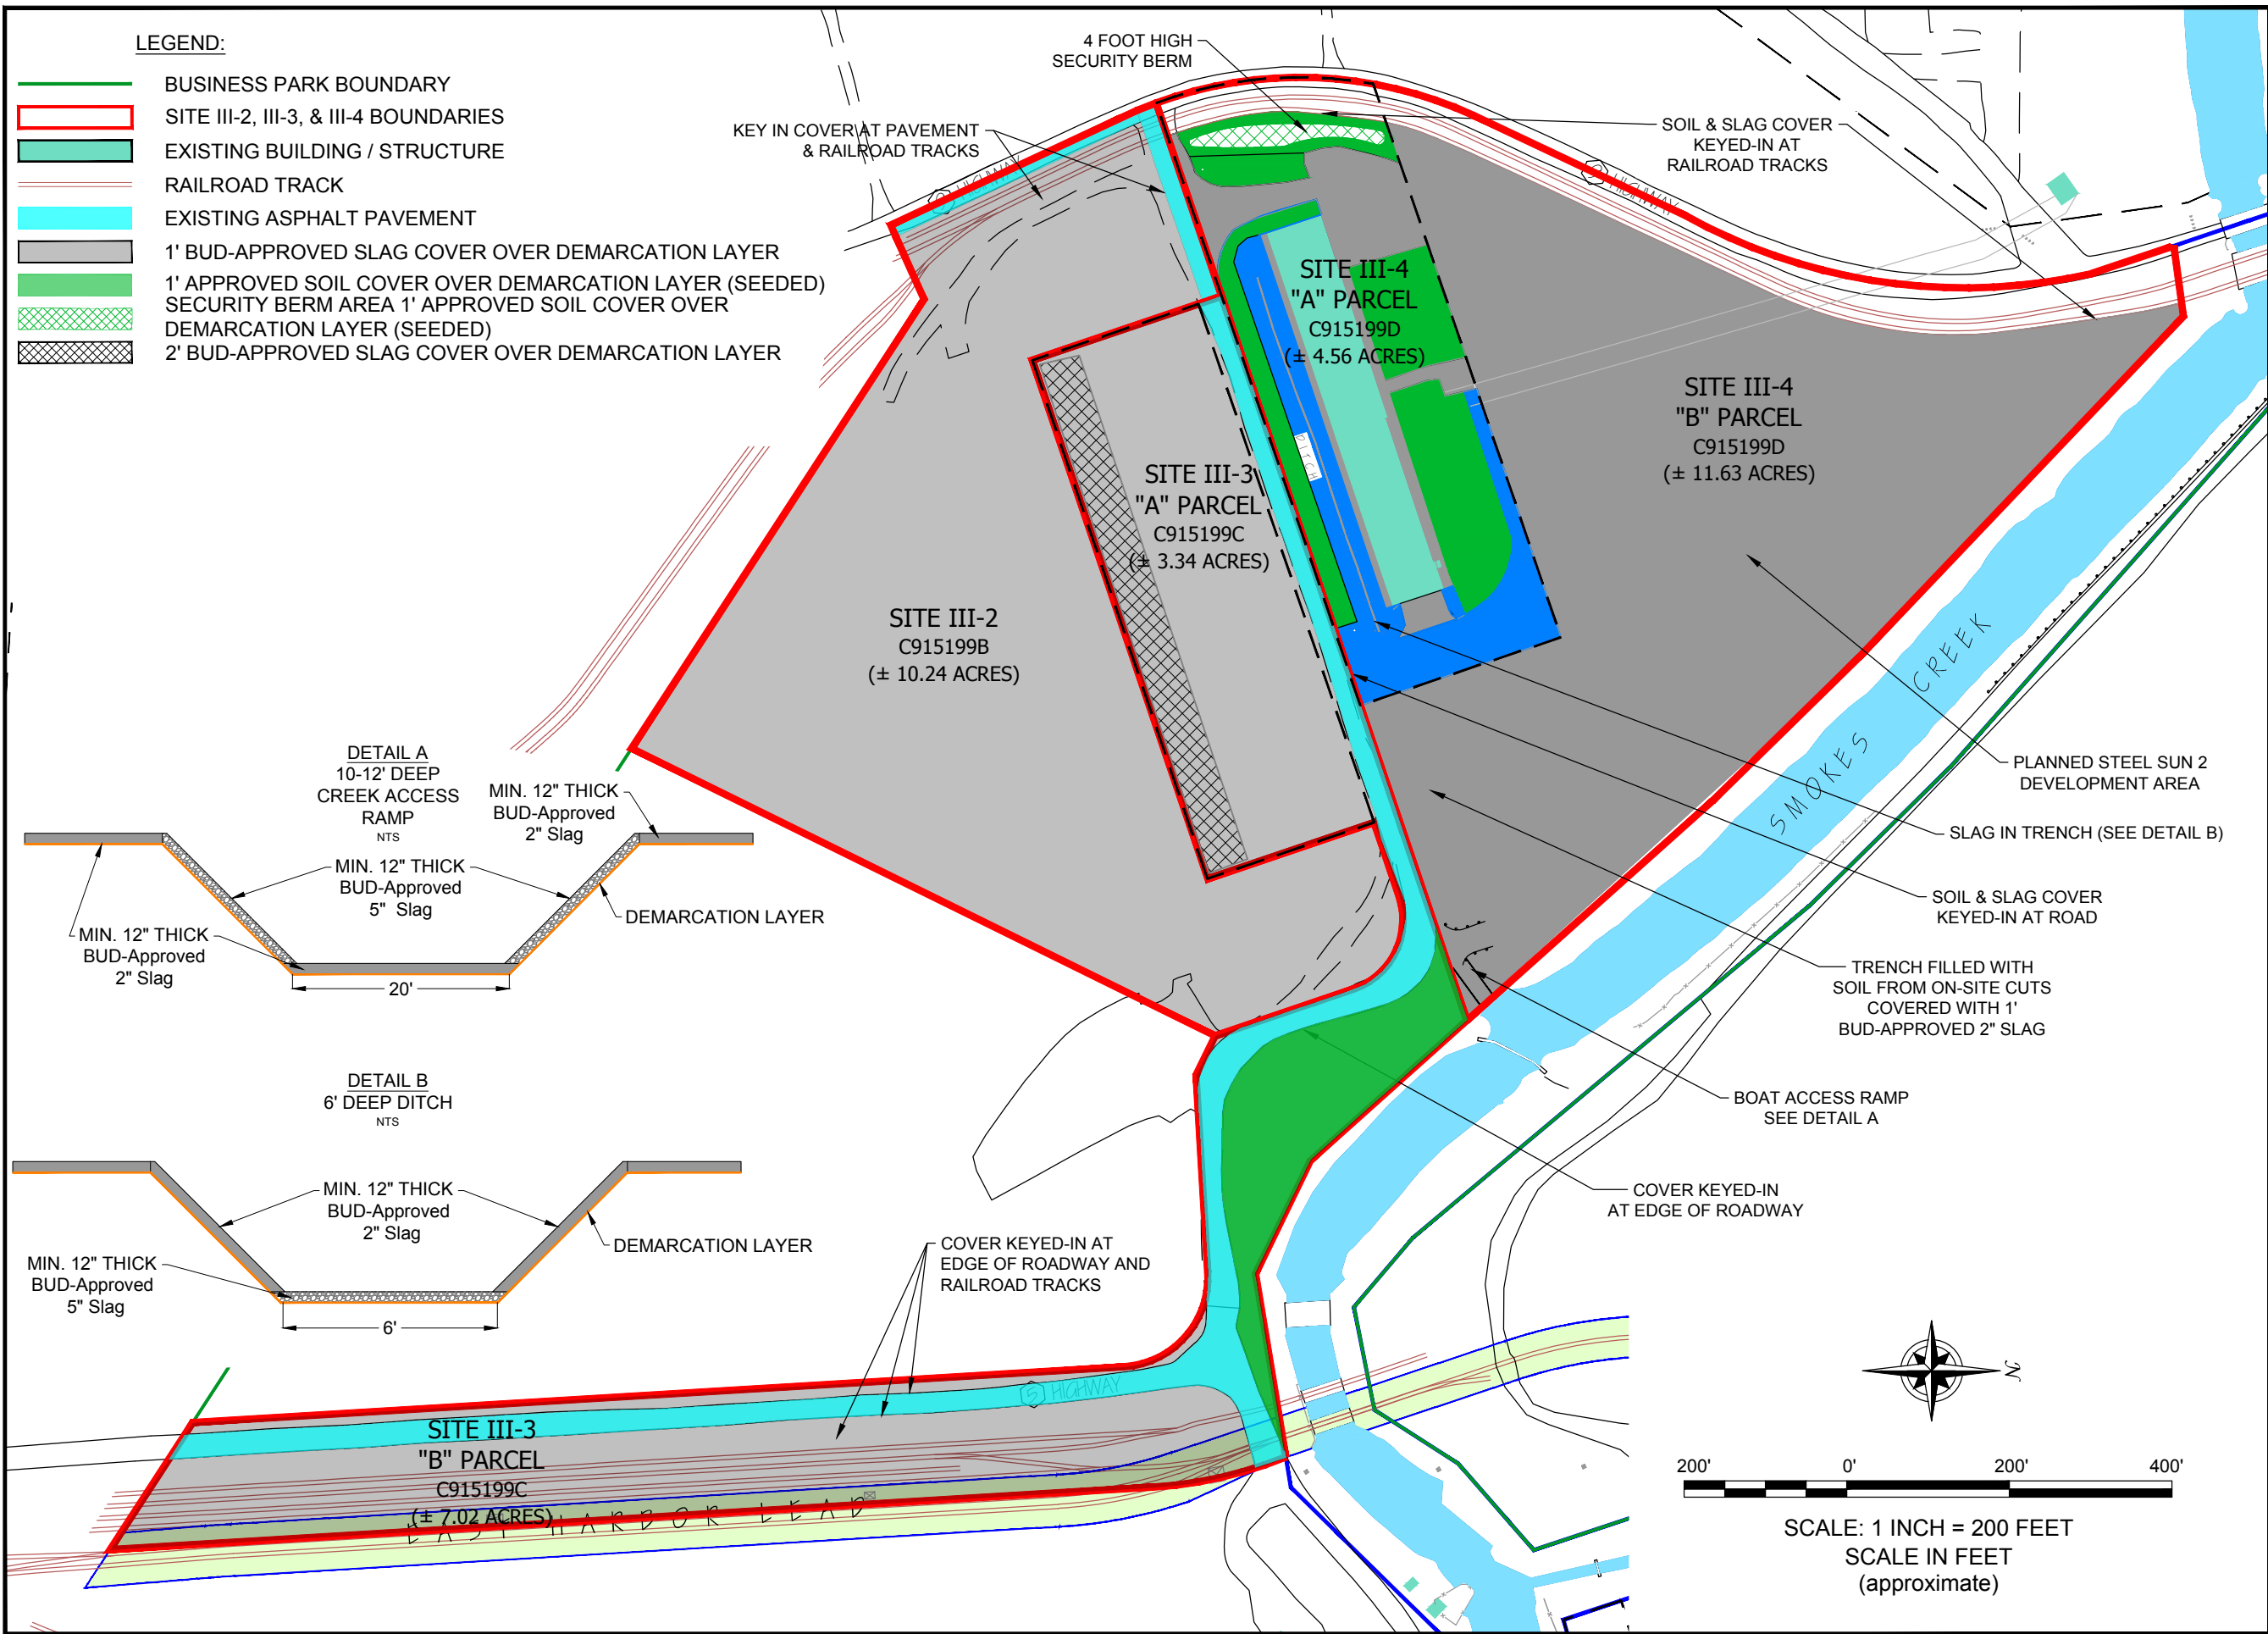 LEGEND:
BUSINESS PARK BOUNDARY
SITE III-2, III-3, & III-4 BOUNDARIES
EXISTING BUILDING / STRUCTURE
RAILROAD TRACK
EXISTING ASPHALT PAVEMENT
1' BUD-APPROVED SLAG COVER OVER DEMARCATION LAYER
1' APPROVED SOIL COVER OVER DEMARCATION LAYER (SEEDED)
SECURITY BERM AREA 1' APPROVED SOIL COVER OVER
DEMARCATION LAYER (SEEDED)
2' BUD-APPROVED SLAG COVER OVER DEMARCATION LAYER
4 FOOT HIGH
SECURITY BERM
KEY IN COVER AT PAVEMENT
& RAILROAD TRACKS
SOIL & SLAG COVER
KEYED-IN AT
RAILROAD TRACKS
HIGHWAY
HIGHWAY
SITE III-4
"A" PARCEL
C915199D
(± 4.56 ACRES)
SITE III-4
"B" PARCEL
C915199D
(± 11.63 ACRES)
DITCH
SITE III-3
"A" PARCEL
C915199C
(± 3.34 ACRES)
SITE III-2
C915199B
(± 10.24 ACRES)
SMOKES CREEK
PLANNED STEEL SUN 2
DEVELOPMENT AREA
SLAG IN TRENCH (SEE DETAIL B)
SOIL & SLAG COVER
KEYED-IN AT ROAD
TRENCH FILLED WITH
SOIL FROM ON-SITE CUTS
COVERED WITH 1'
BUD-APPROVED 2" SLAG
BOAT ACCESS RAMP
SEE DETAIL A
COVER KEYED-IN
AT EDGE OF ROADWAY
DETAIL A
10-12' DEEP
CREEK ACCESS
RAMP
NTS
MIN. 12" THICK
BUD-Approved
2" Slag
MIN. 12" THICK
BUD-Approved
5" Slag
DEMARCATION LAYER
MIN. 12" THICK
BUD-Approved
2" Slag
20'
DETAIL B
6' DEEP DITCH
NTS
MIN. 12" THICK
BUD-Approved
2" Slag
DEMARCATION LAYER
MIN. 12" THICK
BUD-Approved
5" Slag
6'
COVER KEYED-IN AT
EDGE OF ROADWAY AND
RAILROAD TRACKS
5 HIGHWAY
SITE III-3
"B" PARCEL
C915199C
(± 7.02 ACRES)
EAST HARBOR LEAD
N
200' 0' 200' 400'
SCALE: 1 INCH = 200 FEET
SCALE IN FEET
(approximate)